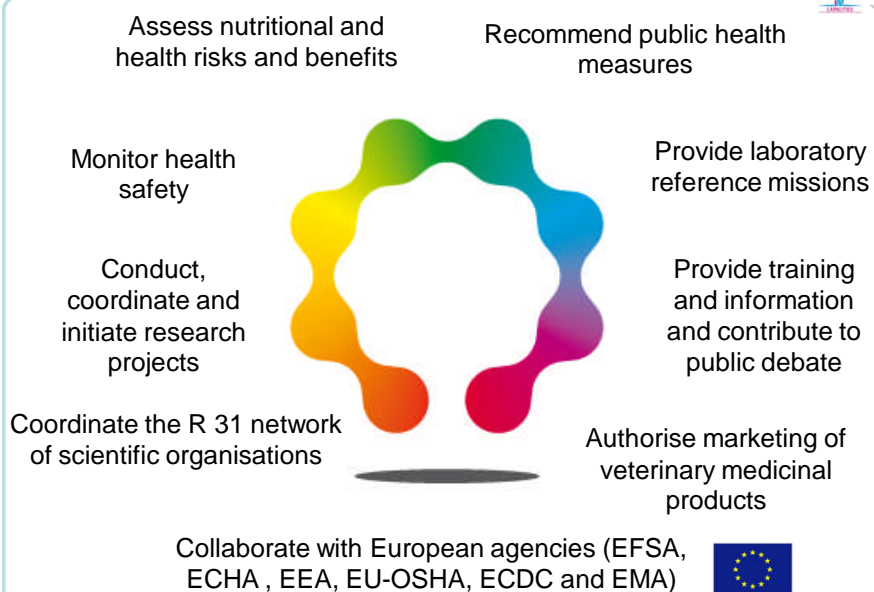 Assess nutritional and
health risks and benefits
Recommend public health
measures
Monitor health
safety
Provide laboratory
reference missions
Conduct,
coordinate and
initiate research
projects
Provide training
and information
and contribute to
public debate
Coordinate the R 31 network
of scientific organisations
Authorise marketing of
veterinary medicinal
products
Collaborate with European agencies (EFSA,
ECHA , EEA, EU-OSHA, ECDC and EMA)